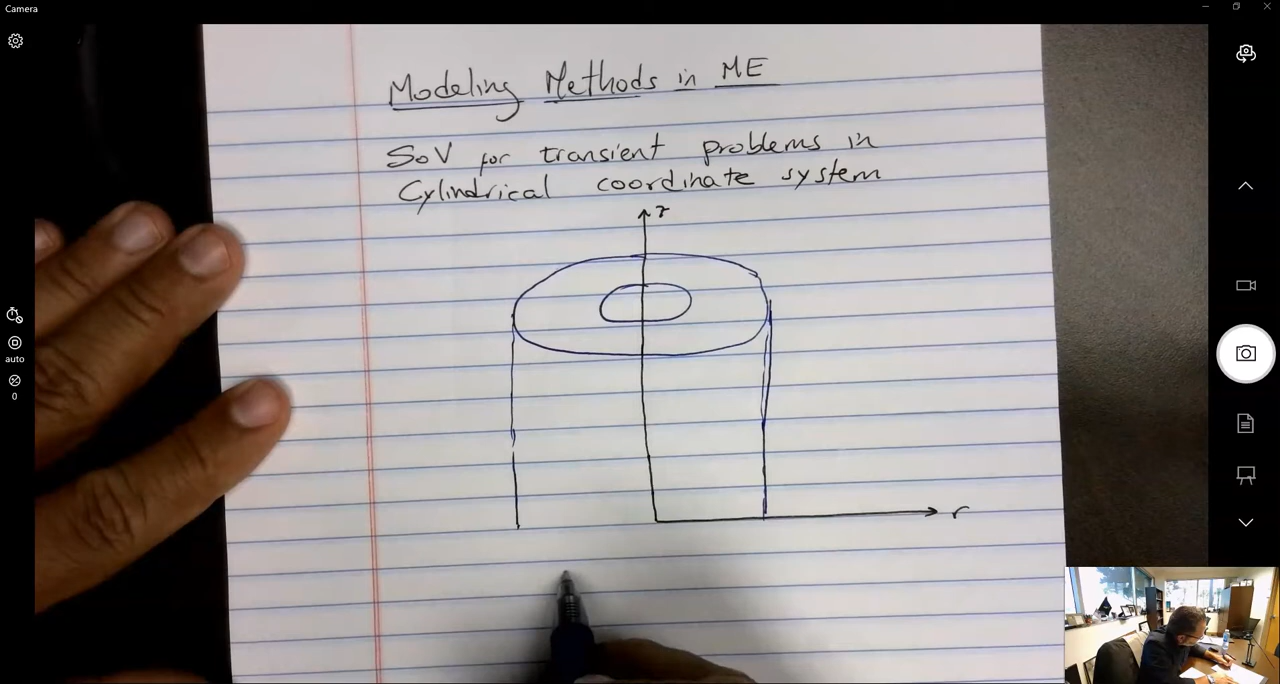 Camera
Modeling Methods in ME
SoV for transient problems in
Cylindrical coordinate system
r
auto
0